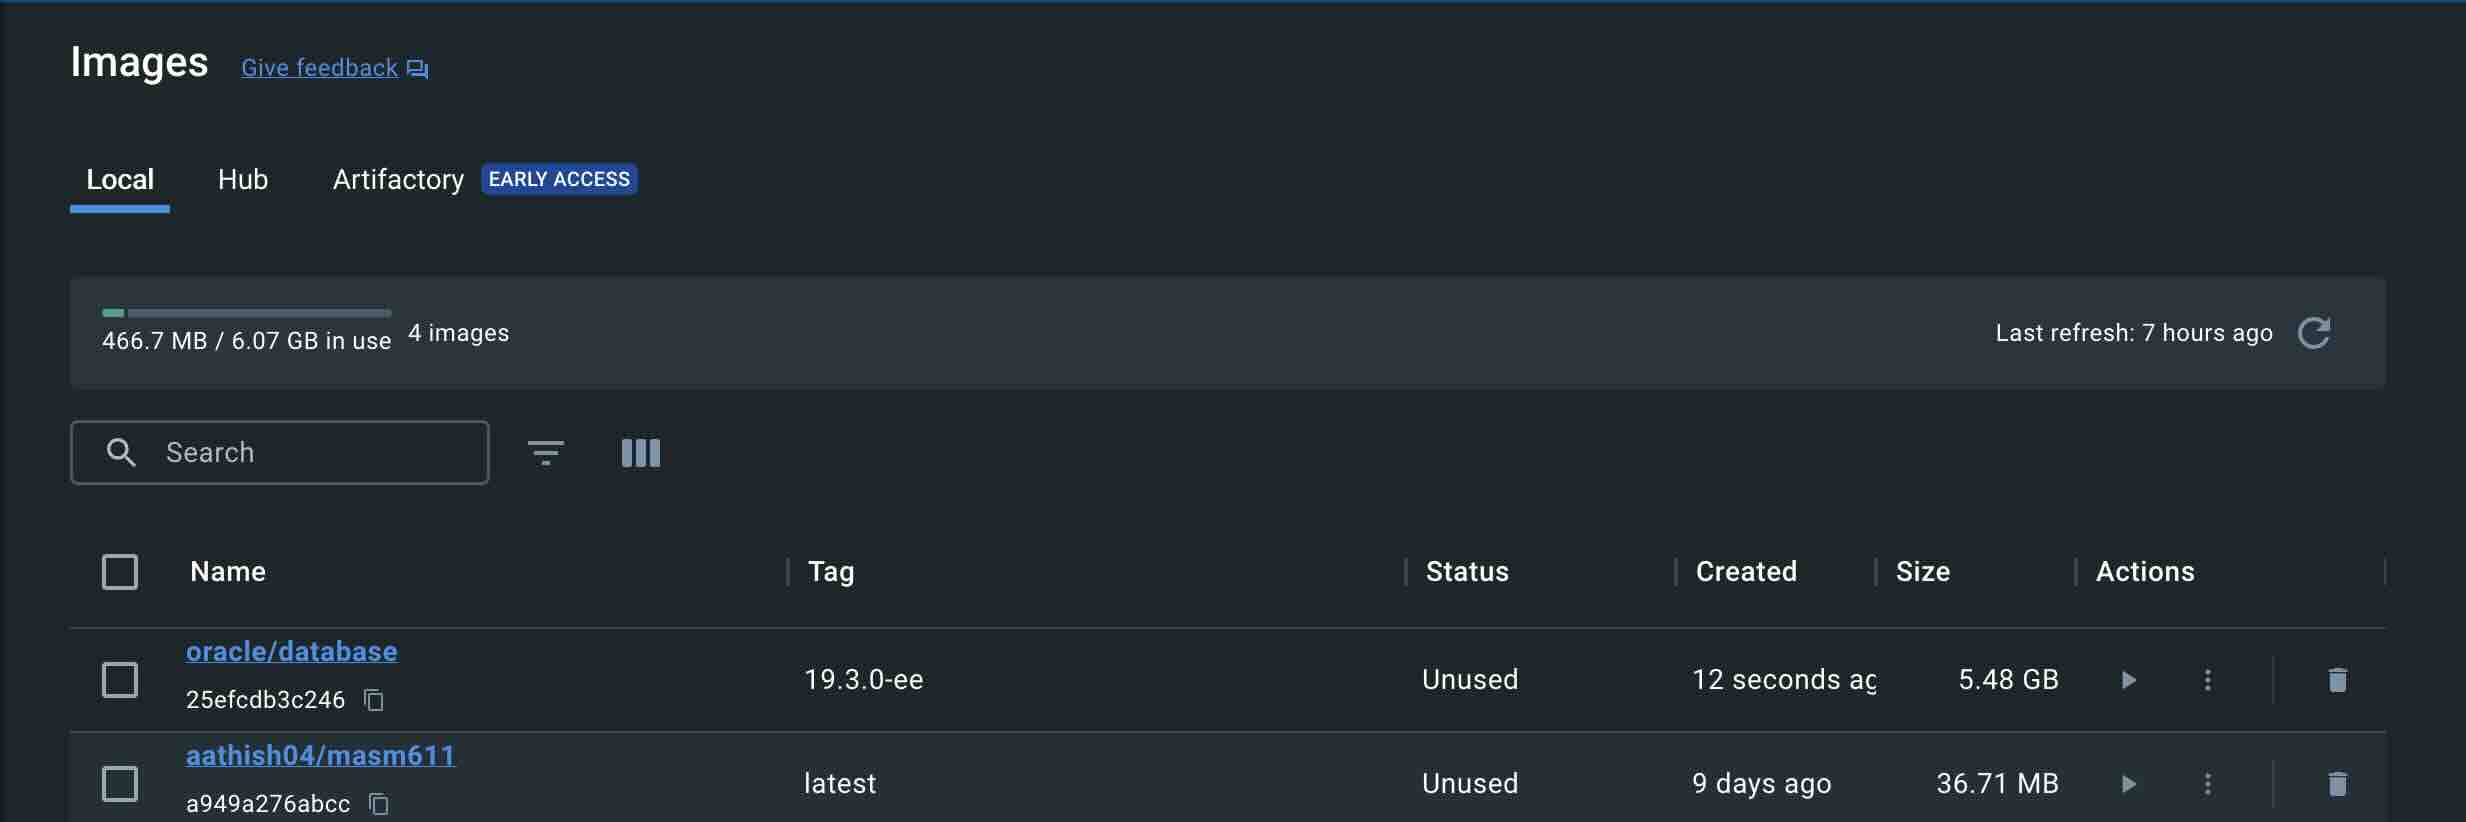 Images Give feedback
Local Hub Artifactory EARLY ACCESS
466.7 MB / 6.07 GB in use 4 images Last refresh: 7 hours ago
Search
Name Tag Status Created Size Actions
oracle/database
25efcdb3c246
19.3.0-ee Unused 12 seconds ag 5.48 GB
aathish04/masm611
a949a276abcc
latest Unused 9 days ago 36.71 MB